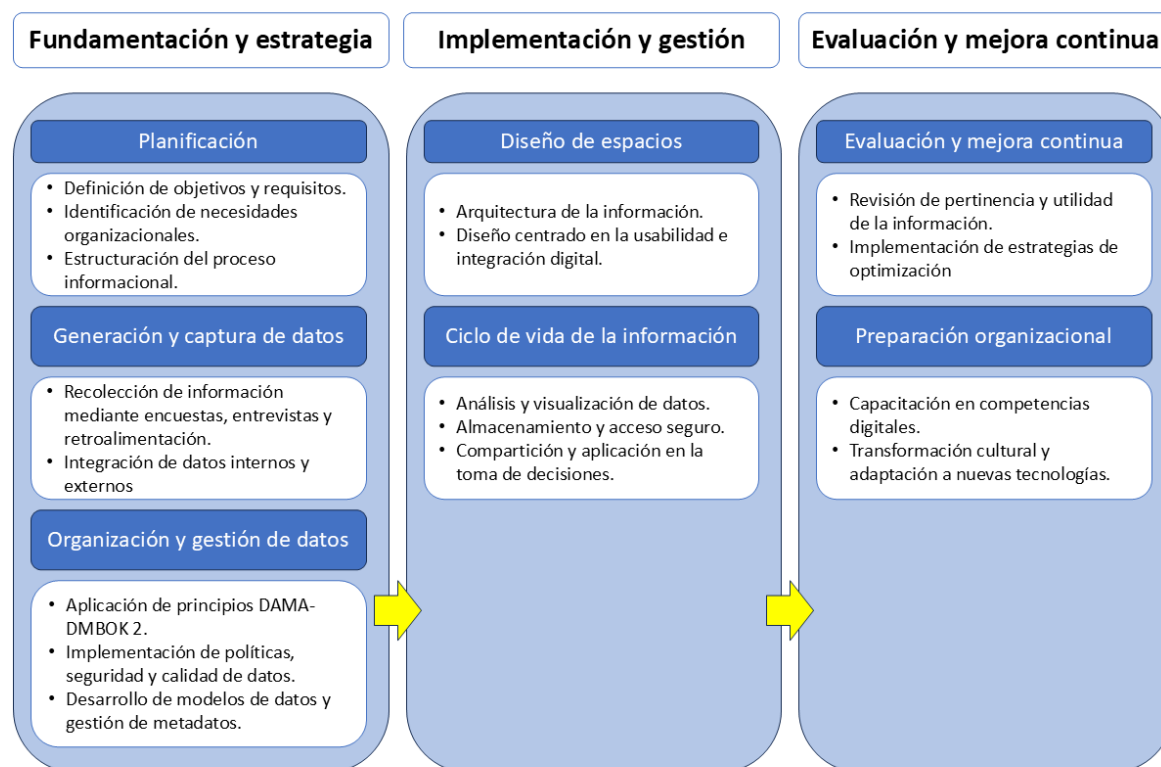 Fundamentación y estrategia
Planificación
• Definición de objetivos y requisitos.
• Identificación de necesidades
organizacionales.
• Estructuración del proceso
informacional.
Generación y captura de datos
• Recolección de información
mediante encuestas, entrevistas y
retroalimentación.
• Integración de datos internos y
externos
Organización y gestión de datos
• Aplicación de principios DAMA-
DMBOK 2.
• Implementación de políticas,
seguridad y calidad de datos.
• Desarrollo de modelos de datos y
gestión de metadatos.
Implementación y gestión
Diseño de espacios
• Arquitectura de la información.
• Diseño centrado en la usabilidad e
integración digital.
Ciclo de vida de la información
• Análisis y visualización de datos.
• Almacenamiento y acceso seguro.
• Compartición y aplicación en la
toma de decisiones.
Evaluación y mejora continua
Evaluación y mejora continua
• Revisión de pertinencia y utilidad
de la información.
• Implementación de estrategias de
optimización
Preparación organizacional
• Capacitación en competencias
digitales.
• Transformación cultural y
adaptación a nuevas tecnologías.